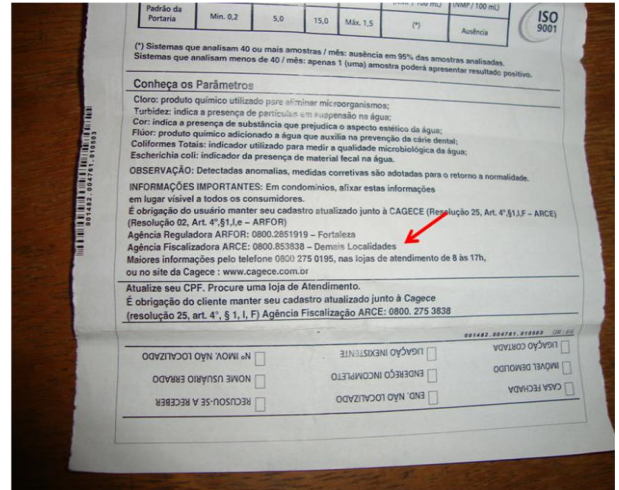 Padrão da Portaria Min. 0,2 5,0 15,0 Máx. 1,5 (*) Ausência
(NMP / 100 mL)
ISO
9001
(*) Sistemas que analisam 40 ou mais amostras / mês: ausência em 95% das amostras analisadas.
Sistemas que analisam menos de 40 / mês: apenas 1 (uma) amostra poderá apresentar resultado positivo.
Conheça os Parâmetros
Cloro: produto químico utilizado para eliminar microorganismos;
Turbidez: indica a presença de partículas em suspensão na água;
Cor: indica a presença de substância que prejudica o aspecto estético da água;
Flúor: produto químico adicionado a água que auxilia na prevenção da cárie dental;
Coliformes Totais: indicador utilizado para medir a qualidade microbiológica da água;
Escherichia coli: indicador da presença de material fecal na água.
OBSERVAÇÃO: Detectadas anomalias, medidas corretivas são adotadas para o retorno a normalidade.
INFORMAÇÕES IMPORTANTES: Em condomínios, afixar estas informações
em lugar visível a todos os consumidores.
É obrigação do usuário manter seu cadastro atualizado junto à CAGECE (Resolução 25, Art. 4º,§1,I,F – ARCE)
(Resolução 02, Art. 4º,§1,I,e – ARFOR)
Agência Reguladora ARFOR: 0800.2851919 – Fortaleza
Agência Fiscalizadora ARCE: 0800.853838 – Demais Localidades
Maiores informações pelo telefone 0800 275 0195, nas lojas de atendimento de 8 às 17h,
ou no site da Cagece : www.cagece.com.br
Atualize seu CPF. Procure uma loja de Atendimento.
É obrigação do cliente manter seu cadastro atualizado junto à Cagece
(resolução 25, art. 4°, § 1, I, F) Agência Fiscalização ARCE: 0800. 275 3838
001482.004761.010503
001482.004761.010503
Nº IMOV. NÃO LOCALIZADO LIGAÇÃO INEXISTENTE LIGAÇÃO CORTADA
NOME USUÁRIO ERRADO ENDEREÇO INCOMPLETO IMÓVEL DEMOLIDO
RECUSOU-SE A RECEBER END. NÃO LOCALIZADO CASA FECHADA